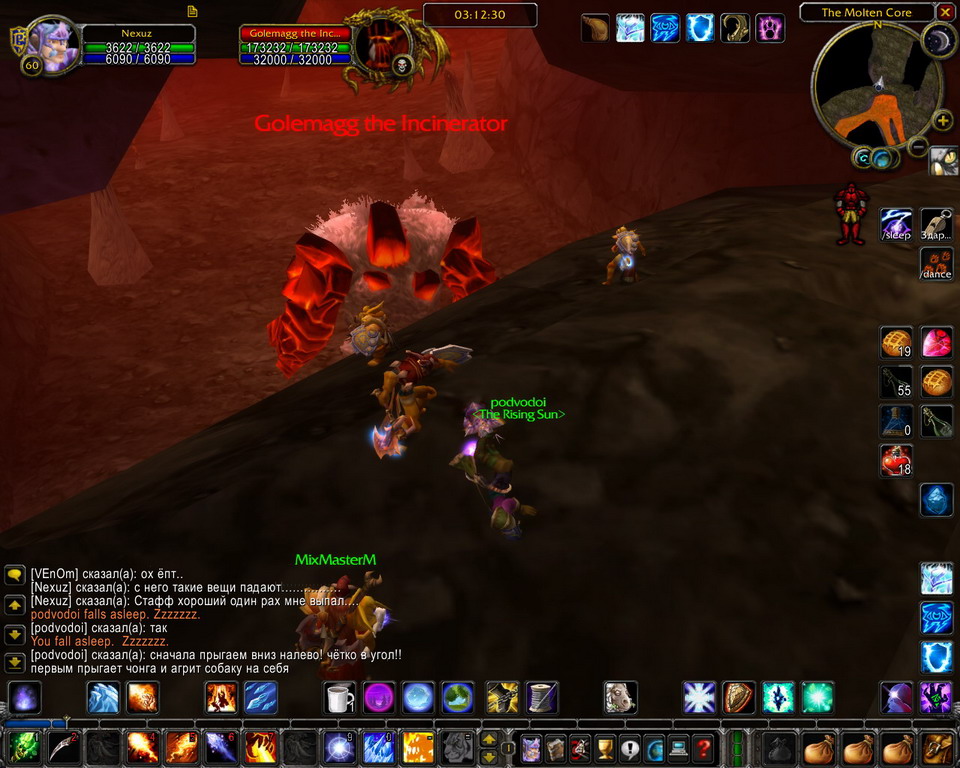 03:12:30
The Molten Core
N
Nexuz
3622 / 3622
6090 / 6090
60
Golemagg the Inc...
173232 / 173232
32000 / 32000
Golemagg the Incinerator
/sleep
Здар...
/dance
19
55
0
18
podvodoi
<The Rising Sun>
MixMasterM
[VEnOm] сказал(а): ох ёпт..
[Nexuz] сказал(а): с него такие вещи падают................
[Nexuz] сказал(а): Стафф хороший один рах мне выпал....
podvodoi falls asleep. Zzzzzzz.
[podvodoi] сказал(а): так
You fall asleep. Zzzzzzz.
[podvodoi] сказал(а): сначала прыгаем вниз налево! чётко в угол!!
первым прыгает чонга и агрит собаку на себя